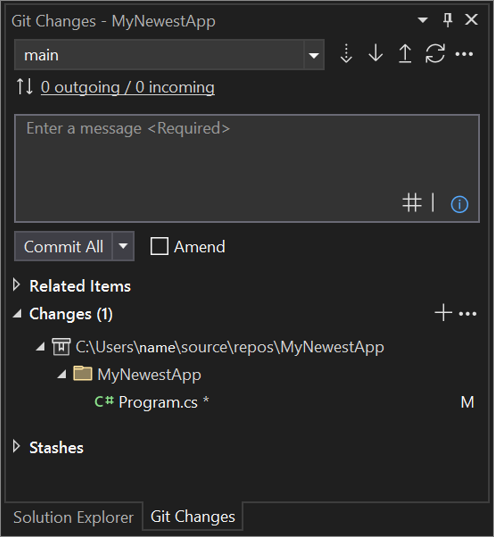 Git Changes - MyNewestApp
main
0 outgoing / 0 incoming
Enter a message <Required>
Commit All
Amend
Related Items
Changes (1)
C:\Users\name\source\repos\MyNewestApp
MyNewestApp
C# Program.cs * M
Stashes
Solution Explorer Git Changes